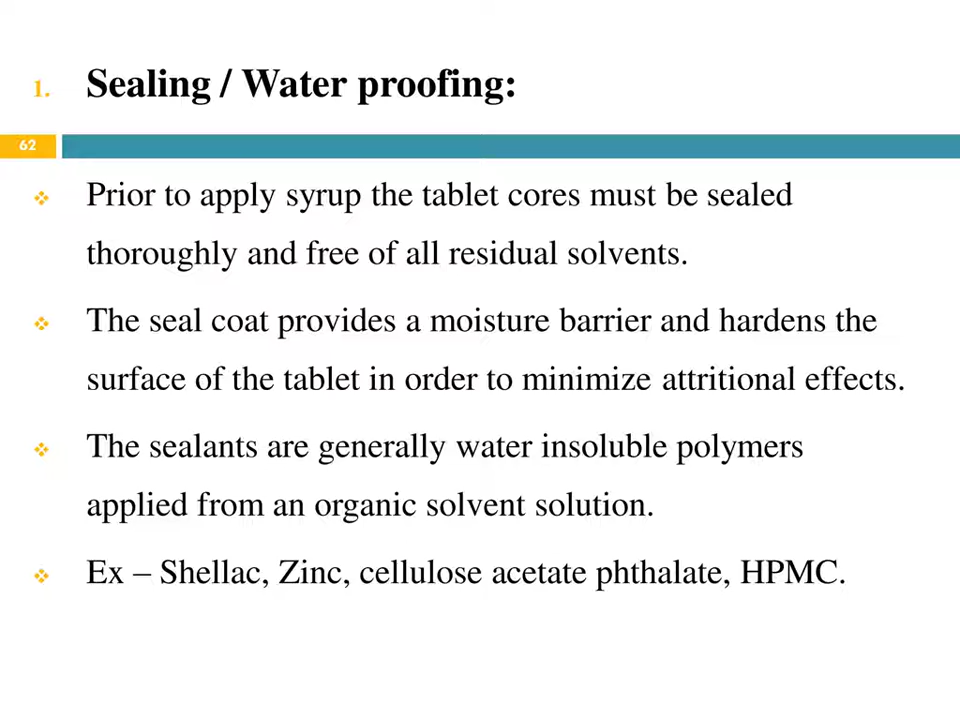 1. Sealing / Water proofing:
62
Prior to apply syrup the tablet cores must be sealed
thoroughly and free of all residual solvents.
The seal coat provides a moisture barrier and hardens the
surface of the tablet in order to minimize attritional effects.
The sealants are generally water insoluble polymers
applied from an organic solvent solution.
Ex – Shellac, Zinc, cellulose acetate phthalate, HPMC.